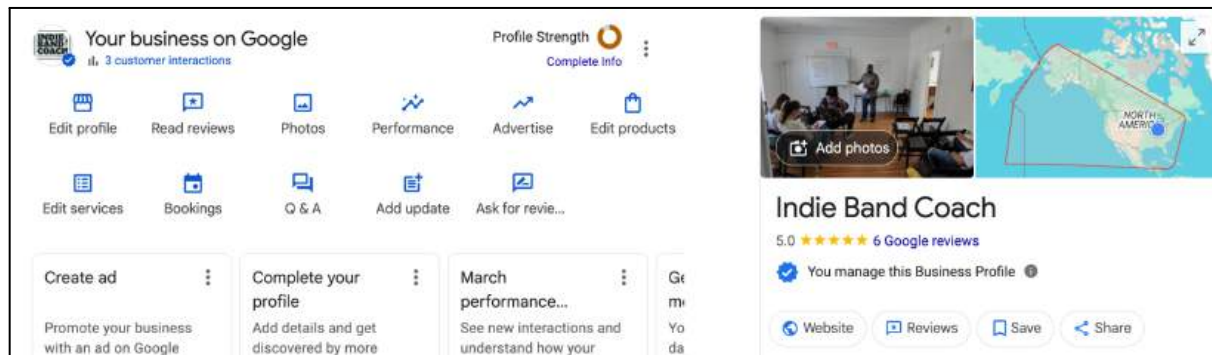 INDIE
BAND
COACH
Your business on Google
3 customer interactions
Profile Strength
Complete Info
Edit profile
Read reviews
Photos
Performance
Advertise
Edit products
Edit services
Bookings
Q & A
Add update
Ask for revie...
Create ad
Promote your business
with an ad on Google
Complete your
profile
Add details and get
discovered by more
March
performance...
See new interactions and
understand how your
Add photos
NORTH
AMERIC
Indie Band Coach
5.0
6 Google reviews
You manage this Business Profile
Website
Reviews
Save
Share